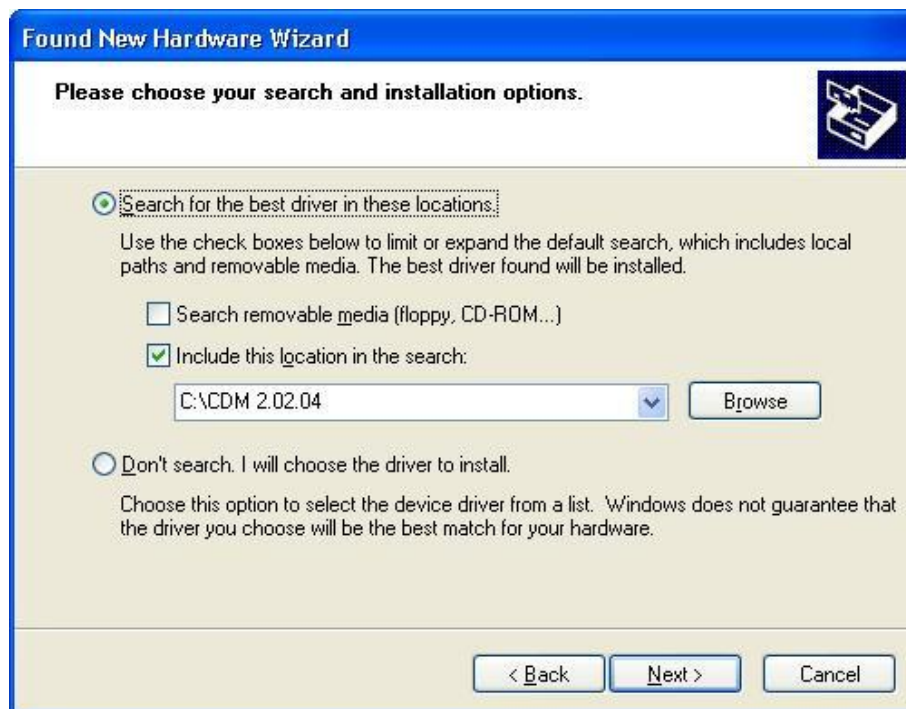 Found New Hardware Wizard
Please choose your search and installation options.
Search for the best driver in these locations.
Use the check boxes below to limit or expand the default search, which includes local
paths and removable media. The best driver found will be installed.
Search removable media (floppy, CD-ROM...)
Include this location in the search:
C:\CDM 2.02.04
Browse
Don't search. I will choose the driver to install.
Choose this option to select the device driver from a list. Windows does not guarantee that
the driver you choose will be the best match for your hardware.
< Back Next > Cancel